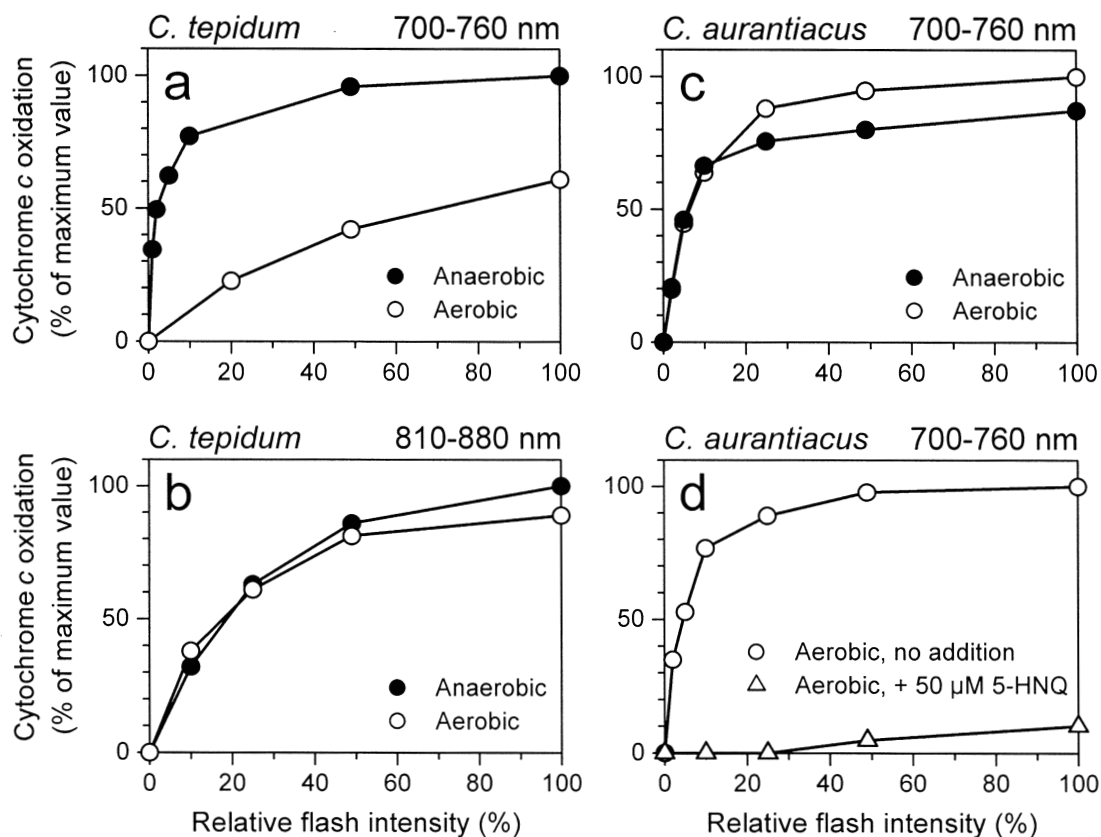 C. tepidum 700-760 nm
a
Cytochrome c oxidation
(% of maximum value)
100
50
0
Anaerobic
Aerobic
0 20 40 60 80 100
C. aurantiacus 700-760 nm
c
100
50
0
Anaerobic
Aerobic
0 20 40 60 80 100
C. tepidum 810-880 nm
b
Cytochrome c oxidation
(% of maximum value)
100
50
0
Anaerobic
Aerobic
0 20 40 60 80 100
Relative flash intensity (%)
C. aurantiacus 700-760 nm
d
100
50
0
Aerobic, no addition
Aerobic, + 50 µM 5-HNQ
0 20 40 60 80 100
Relative flash intensity (%)